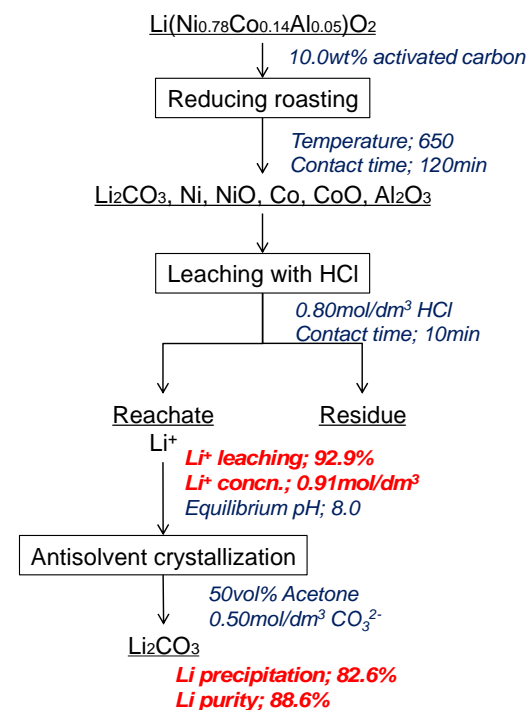 Li(Ni0.78Co0.14Al0.05)O2
10.0wt% activated carbon
Reducing roasting
Temperature; 650
Contact time; 120min
Li2CO3, Ni, NiO, Co, CoO, Al2O3
Leaching with HCl
0.80mol/dm³ HCl
Contact time; 10min
Reachate Residue
Li⁺
Li⁺ leaching; 92.9%
Li⁺ concn.; 0.91mol/dm³
Equilibrium pH; 8.0
Antisolvent crystallization
50vol% Acetone
0.50mol/dm³ CO₃²⁻
Li2CO3
Li precipitation; 82.6%
Li purity; 88.6%